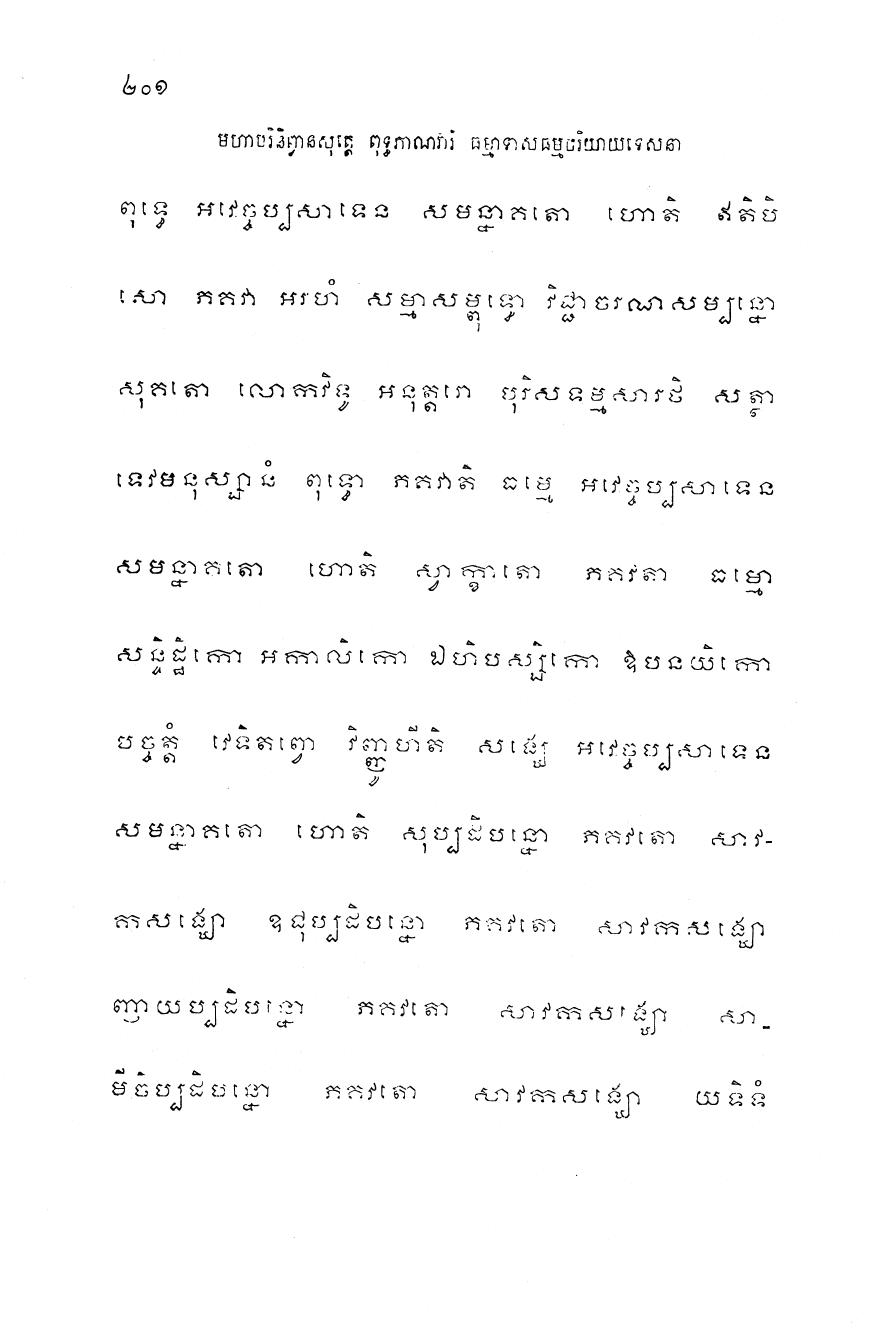 ២០១
មហាបរិនិព្វានសុត្តេ ពុទ្ធភាណវារំ ធម្មាទាសធម្មបរិយាយទេសនា
ពុទ្ធេ អវេច្ចប្បសាទេន សមន្នាគតោ ហោតិ ឥតិបិ
សោ ភគវា អរហំ សម្មាសម្ពុទ្ធោ វិជ្ជាចរណសម្បន្នោ
សុគតោ លោកវិទូ អនុត្តរោ បុរិសទម្មសារថិ សត្ថា
ទេវមនុស្សានំ ពុទ្ធោ ភគវាតិ ធម្មេ អវេច្ចប្បសាទេន
សមន្នាគតោ ហោតិ ស្វាក្ខាតោ ភគវតា ធម្មោ
សន្ទិដ្ឋិកោ អកាលិកោ ឯហិបស្សិកោ ឱបនយិកោ
បច្ចត្តំ វេទិតព្វោ វិញ្ញូហីតិ សង្ឃេ អវេច្ចប្បសាទេន
សមន្នាគតោ ហោតិ សុប្បដិបន្នោ ភគវតោ សាវ-
កសង្ឃោ ឧជុប្បដិបន្នោ ភគវតោ សាវកសង្ឃោ
ញាយប្បដិបន្នោ ភគវតោ សាវកសង្ឃោ សា-
មីចិប្បដិបន្នោ ភគវតោ សាវកសង្ឃោ យទិទំ